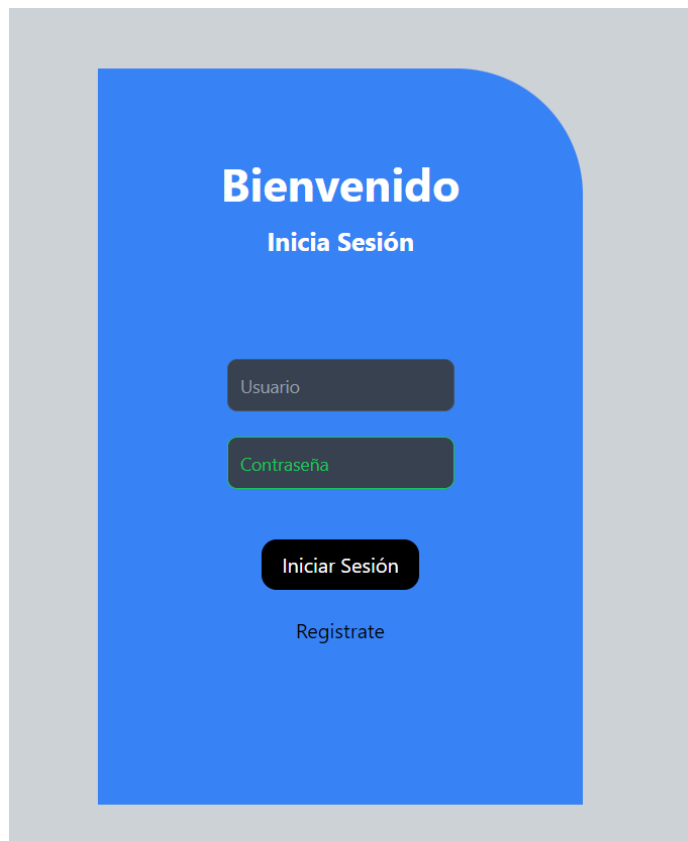 Bienvenido
Inicia Sesión
Usuario
Contraseña
Iniciar Sesión
Registrate